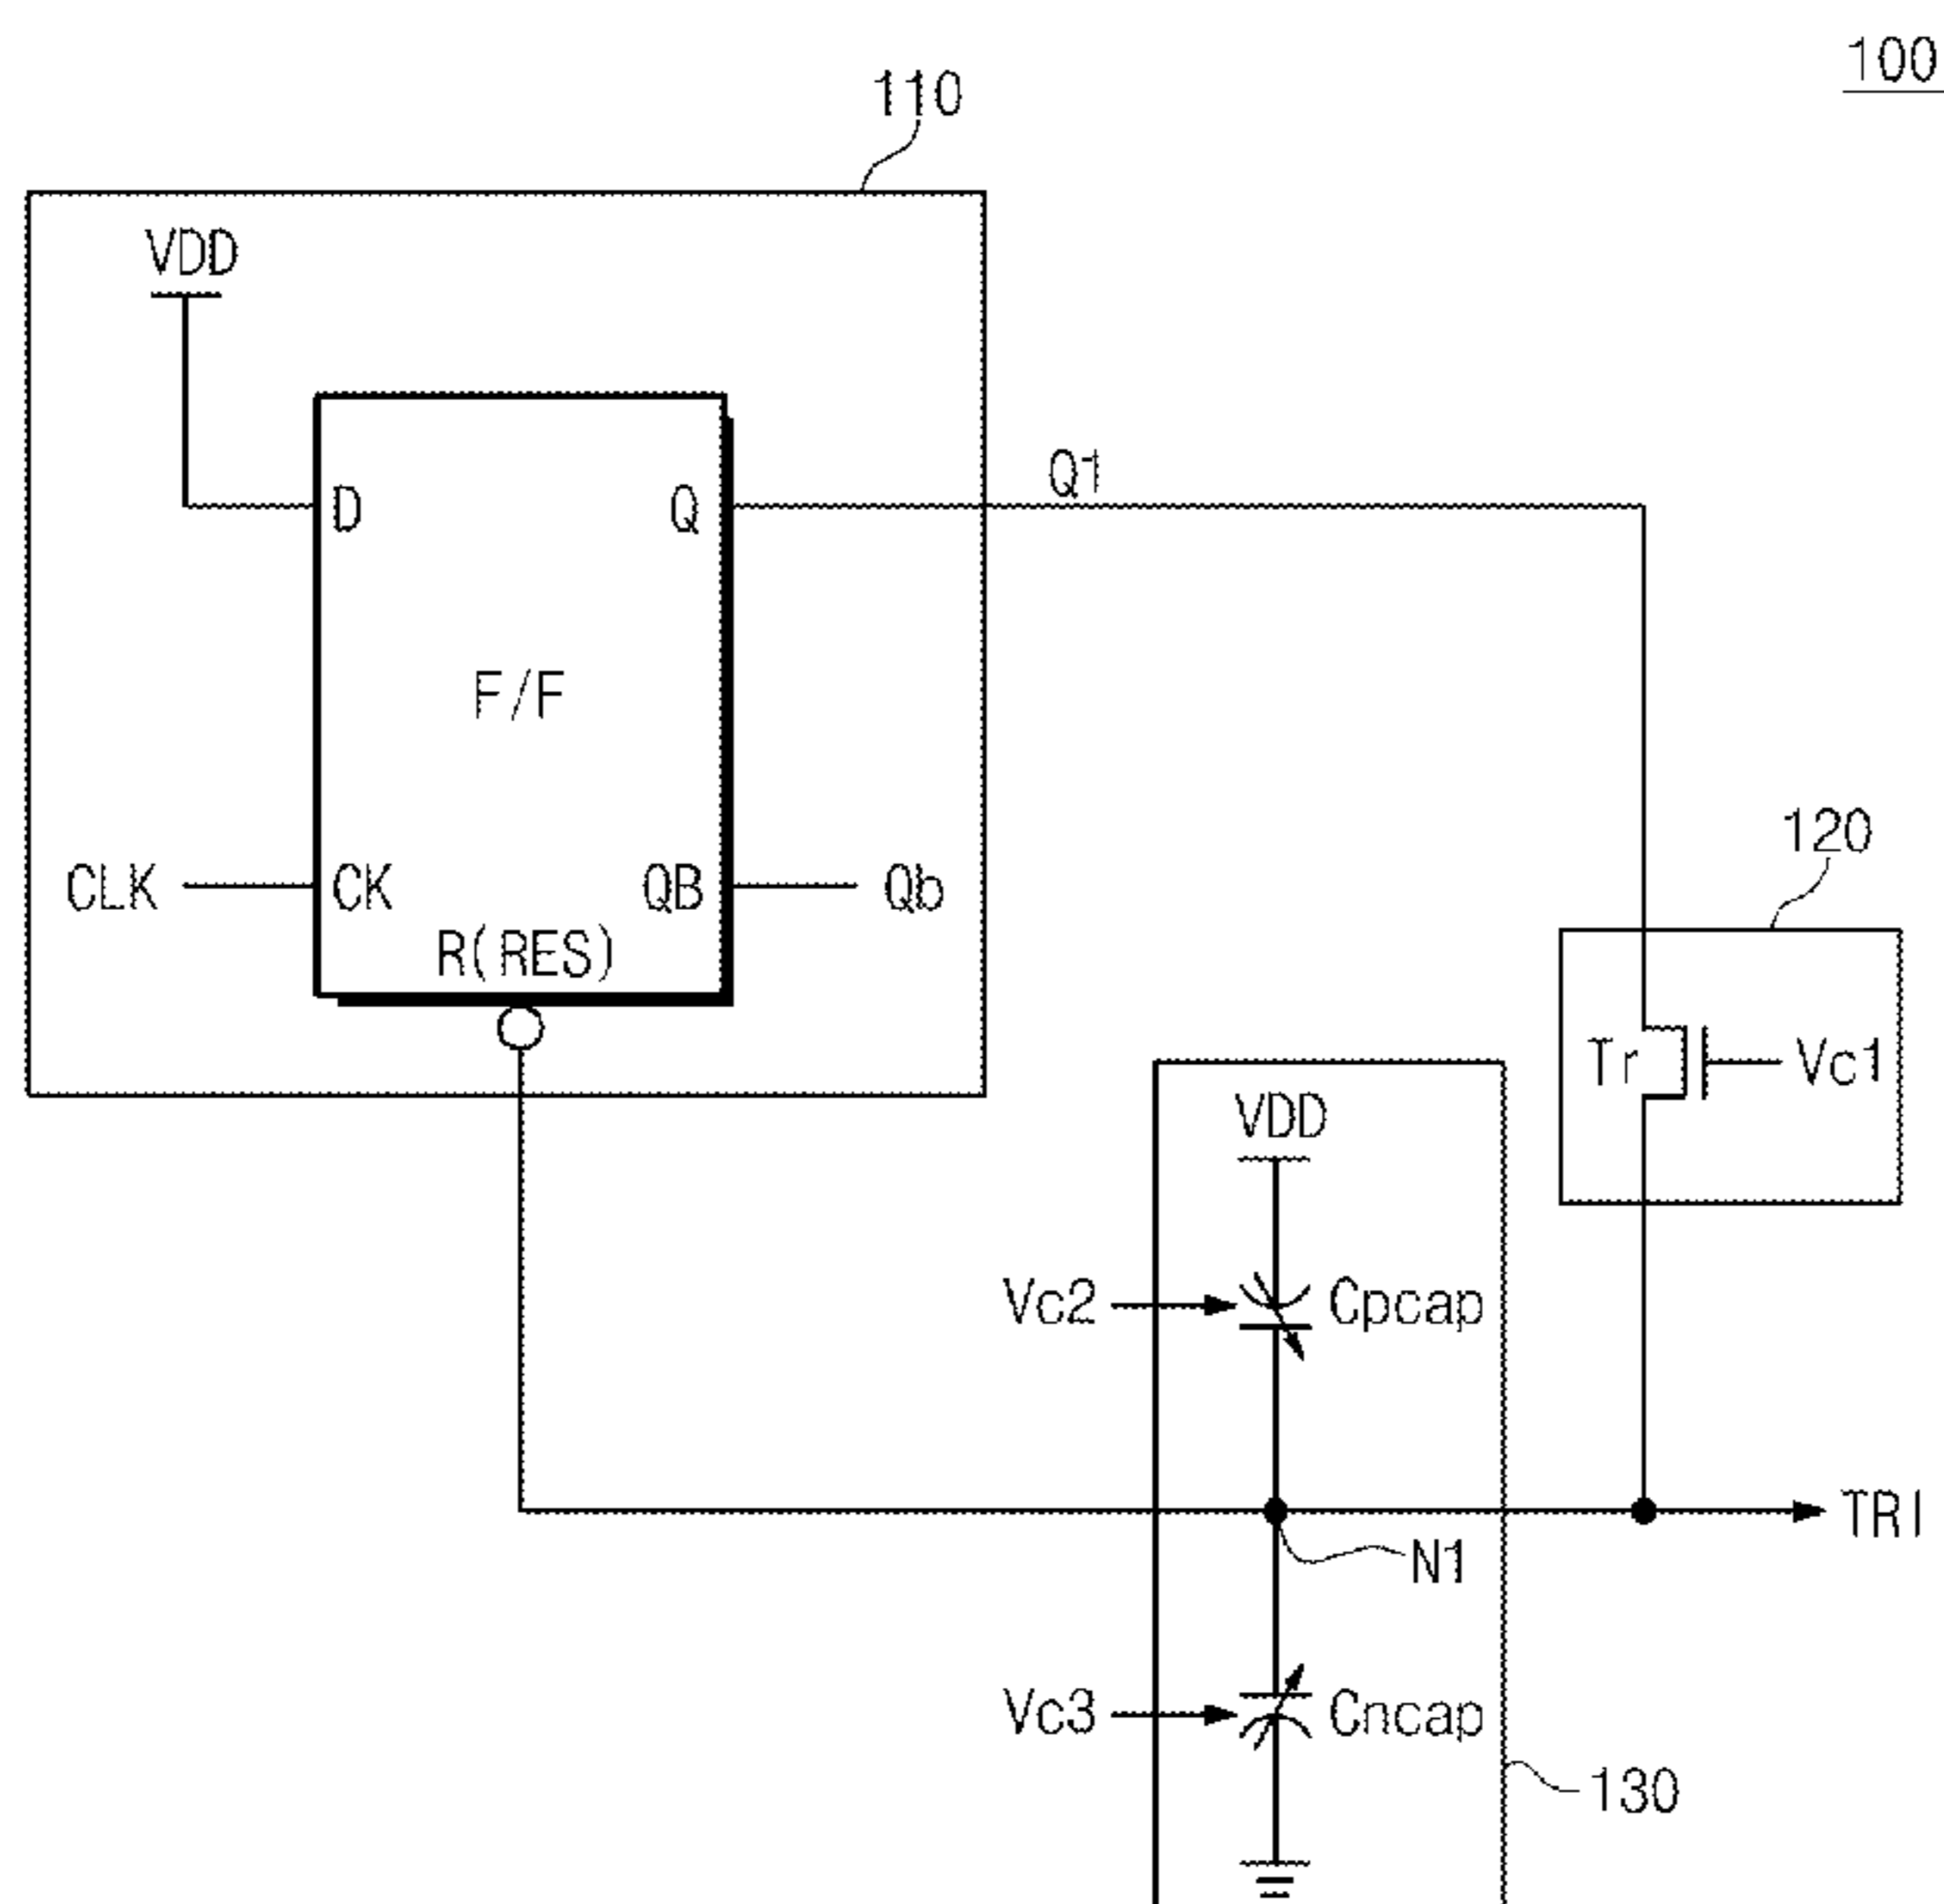 100
110
VDD
Q1
D
Q
F/F
120
CLK
CK
QB
Qb
R(RES)
Tr
Vc1
VDD
Vc2
Cpcap
TRI
N1
Vc3
Cncap
130